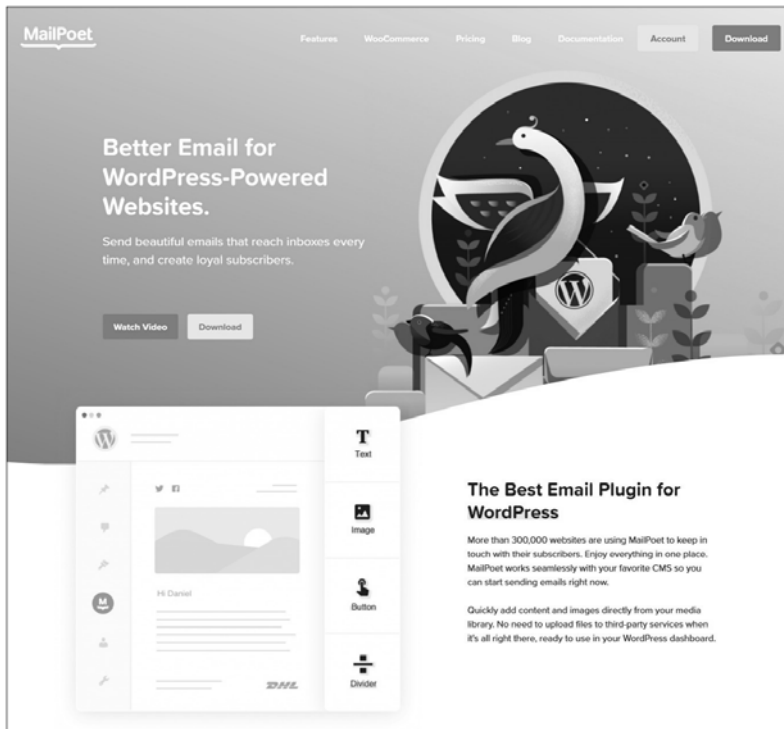 MailPoet
Features WooCommerce Pricing Blog Documentation Account Download
Better Email for
WordPress-Powered
Websites.
Send beautiful emails that reach inboxes every
time, and create loyal subscribers.
Watch Video Download
W
W
T
Text
Image
Hi Daniel
M
Button
Divider
The Best Email Plugin for
WordPress
More than 300,000 websites are using MailPoet to keep in
touch with their subscribers. Enjoy everything in one place.
MailPoet works seamlessly with your favorite CMS so you
can start sending emails right now.
Quickly add content and images directly from your media
library. No need to upload files to third-party services when
it's all right there, ready to use in your WordPress dashboard.